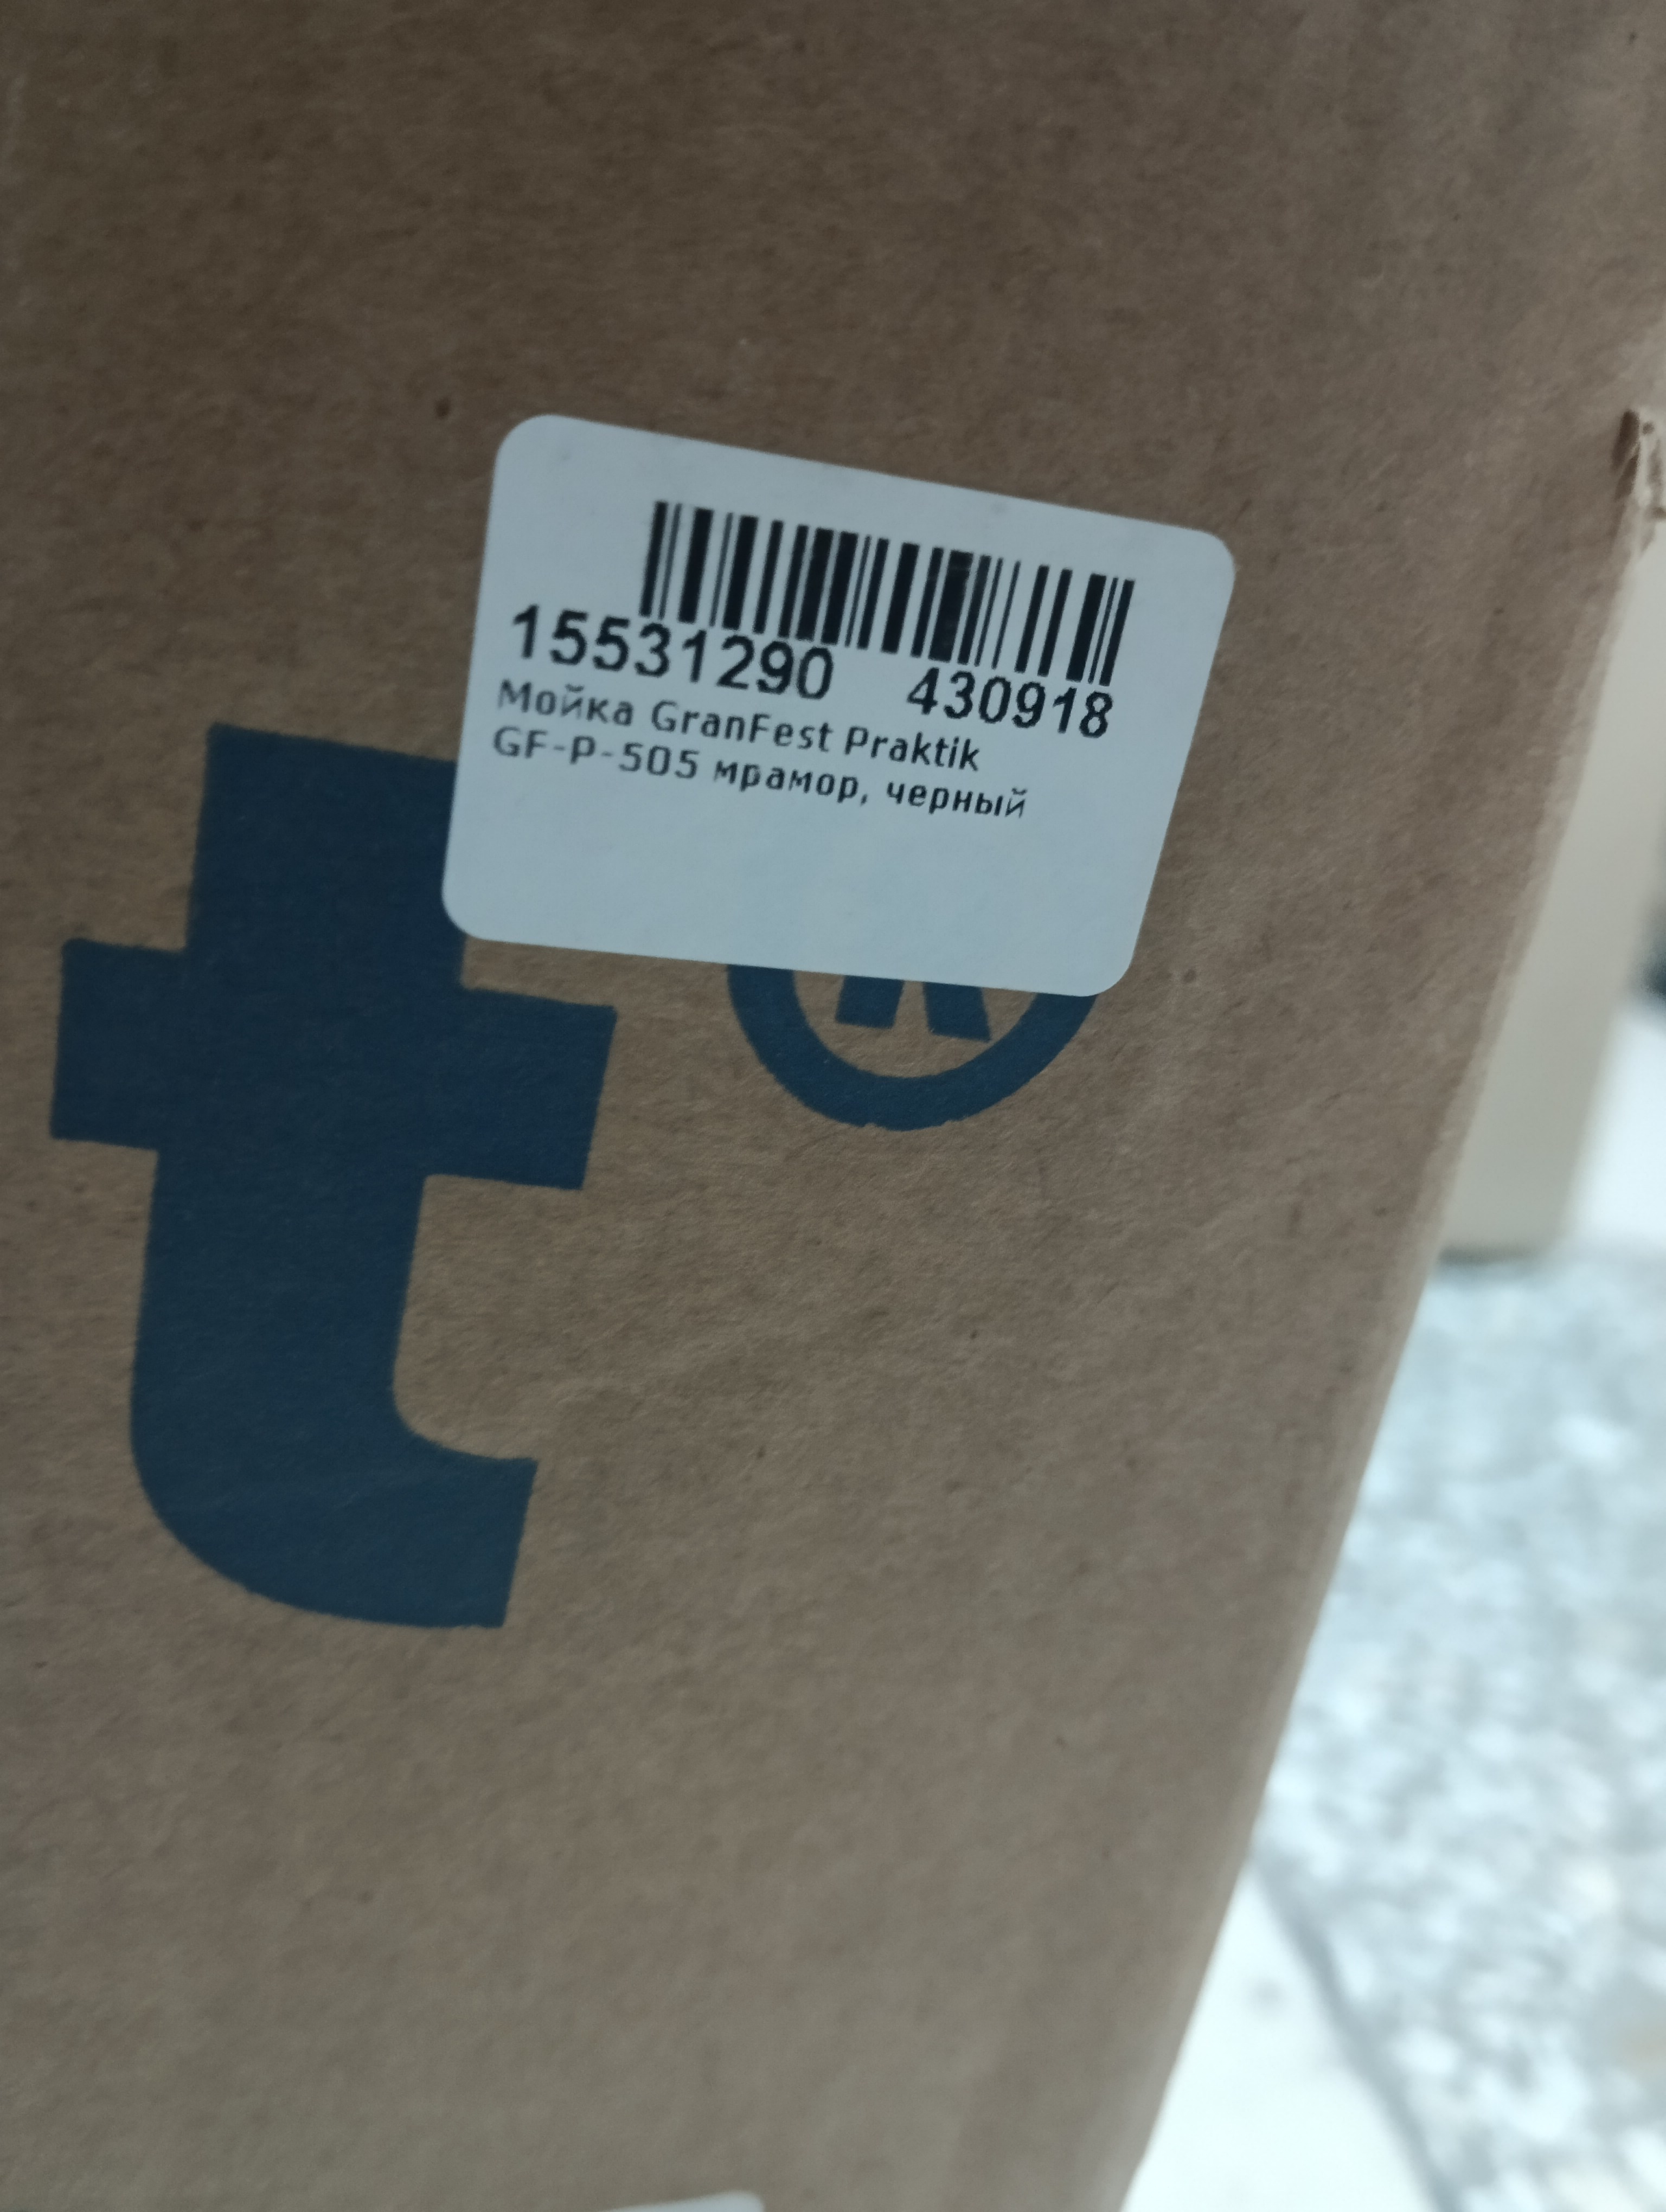 15531290 430918
Мойка GranFest Praktik
GF-P-505 мрамор, черный
t